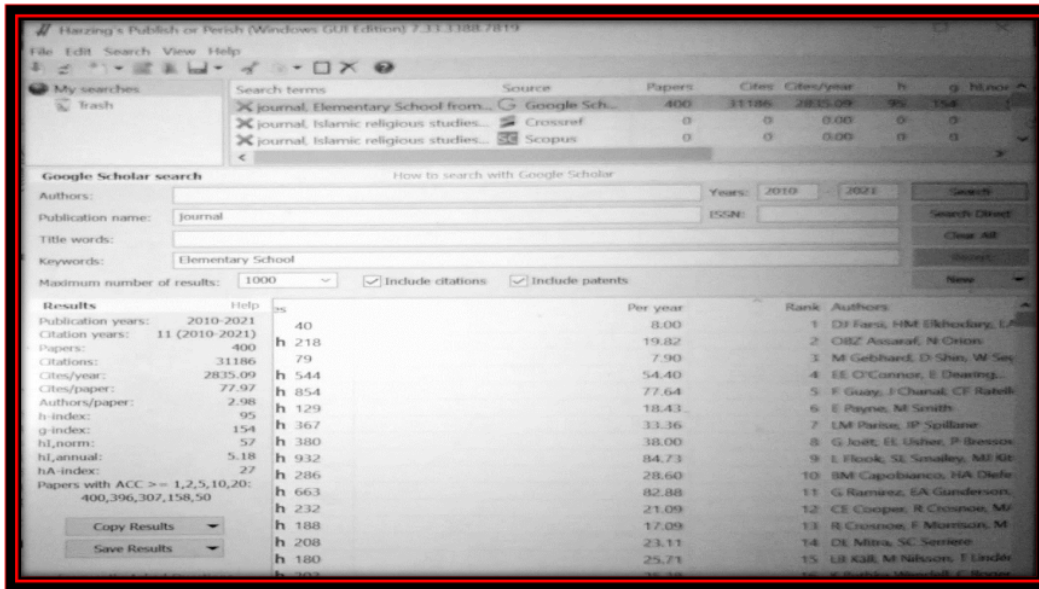 Harzing's Publish or Perish (Windows GUI Edition) 7.33.3388.7819
File Edit Search View Help
My searches
Trash
Search terms Source Papers Cites Cites/year h g hI,nor
journal, Elementary School from... Google Sch... 400 31186 2835.09 95 154
journal, Islamic religious studies... Crossref 0 0 0.00 0 0
journal, Islamic religious studies... SC Scopus 0 0 0.00 0 0
Google Scholar search How to search with Google Scholar
Authors: Years: 2010 - 2021 Search
Publication name: journal ISSN: Search Direct
Title words: Clear All
Keywords: Elementary School
Maximum number of results: 1000 Include citations Include patents New
Results Help
Publication years: 2010-2021
Citation years: 11 (2010-2021)
Papers: 400
Citations: 31186
Cites/year: 2835.09
Cites/paper: 77.97
Authors/paper: 2.98
h-index: 95
g-index: 154
hI,norm: 57
hI,annual: 5.18
hA-index: 27
Papers with ACC >= 1,2,5,10,20:
400,396,307,158,50
Copy Results
Save Results
es Per year Rank Authors
40 8.00 1 DJ Farsi, HM Elkhodary,
h 218 19.82 2 OBZ Assaraf, N Orion
79 7.90 3 M Gebhard, D Shin, W
h 544 54.40 4 EE O'Connor, E Dearing...
h 854 77.64 5 F Guay, J Chanal, CF Ratelle
h 129 18.43 6 E Payne, M Smith
h 367 33.36 7 LM Parise, JP Spillane
h 380 38.00 8 G Joët, EL Usher, P Bressoux
h 932 84.73 9 L Flook, SL Smalley, MJ Kit
h 286 28.60 10 BM Capobianco, HA Diefe
h 663 82.88 11 G Ramirez, EA Gunderson,
h 232 21.09 12 CE Cooper, R Crosnoe,
h 188 17.09 13 R Crosnoe, F Morrison, M
h 208 23.11 14 DL Mitra, SC Serriere
h 180 25.71 15 LB Käll, M Nilsson, T Linder